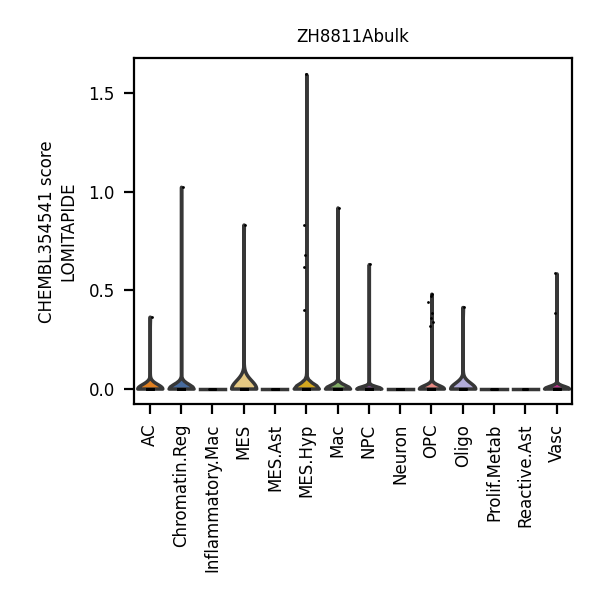 ZH8811Abulk
CHEMBL354541 score
LOMITAPIDE
1.5
1.0
0.5
0.0
AC
Chromatin.Reg
Inflammatory.Mac
MES
MES.Ast
MES.Hyp
Mac
NPC
Neuron
OPC
Oligo
Prolif.Metab
Reactive.Ast
Vasc